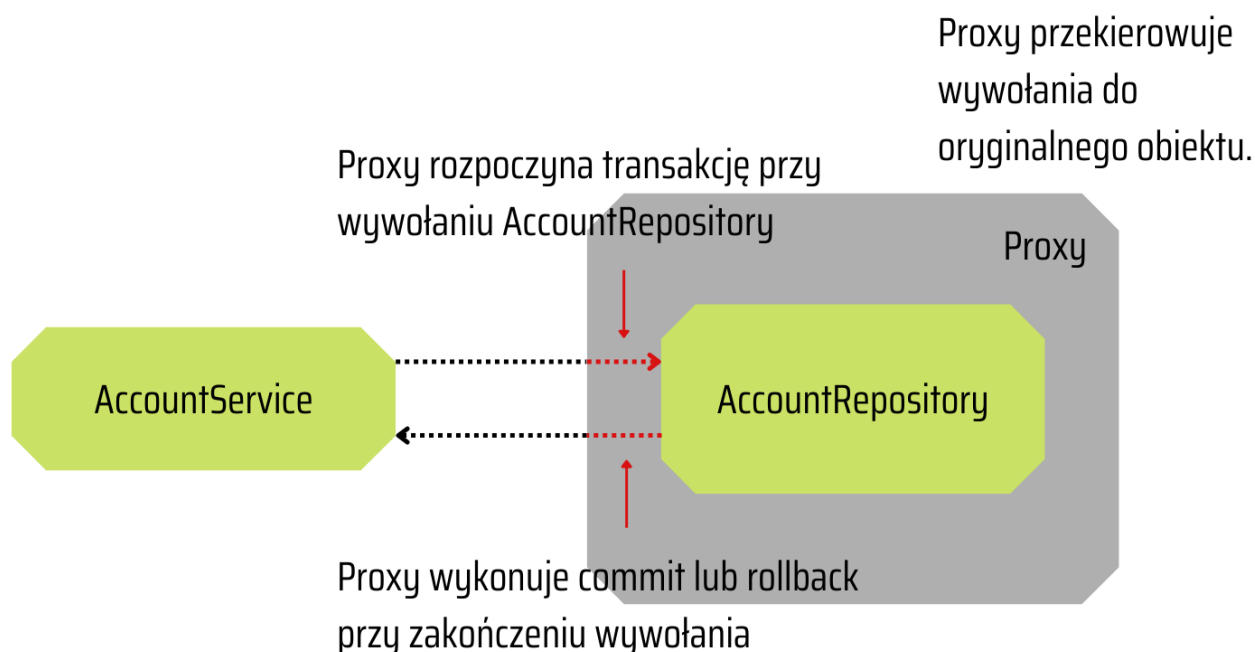 Proxy przekierowuje
wywołania do
oryginalnego obiektu.
Proxy rozpoczyna transakcję przy
wywołaniu AccountRepository
Proxy
AccountService
AccountRepository
Proxy wykonuje commit lub rollback
przy zakończeniu wywołania